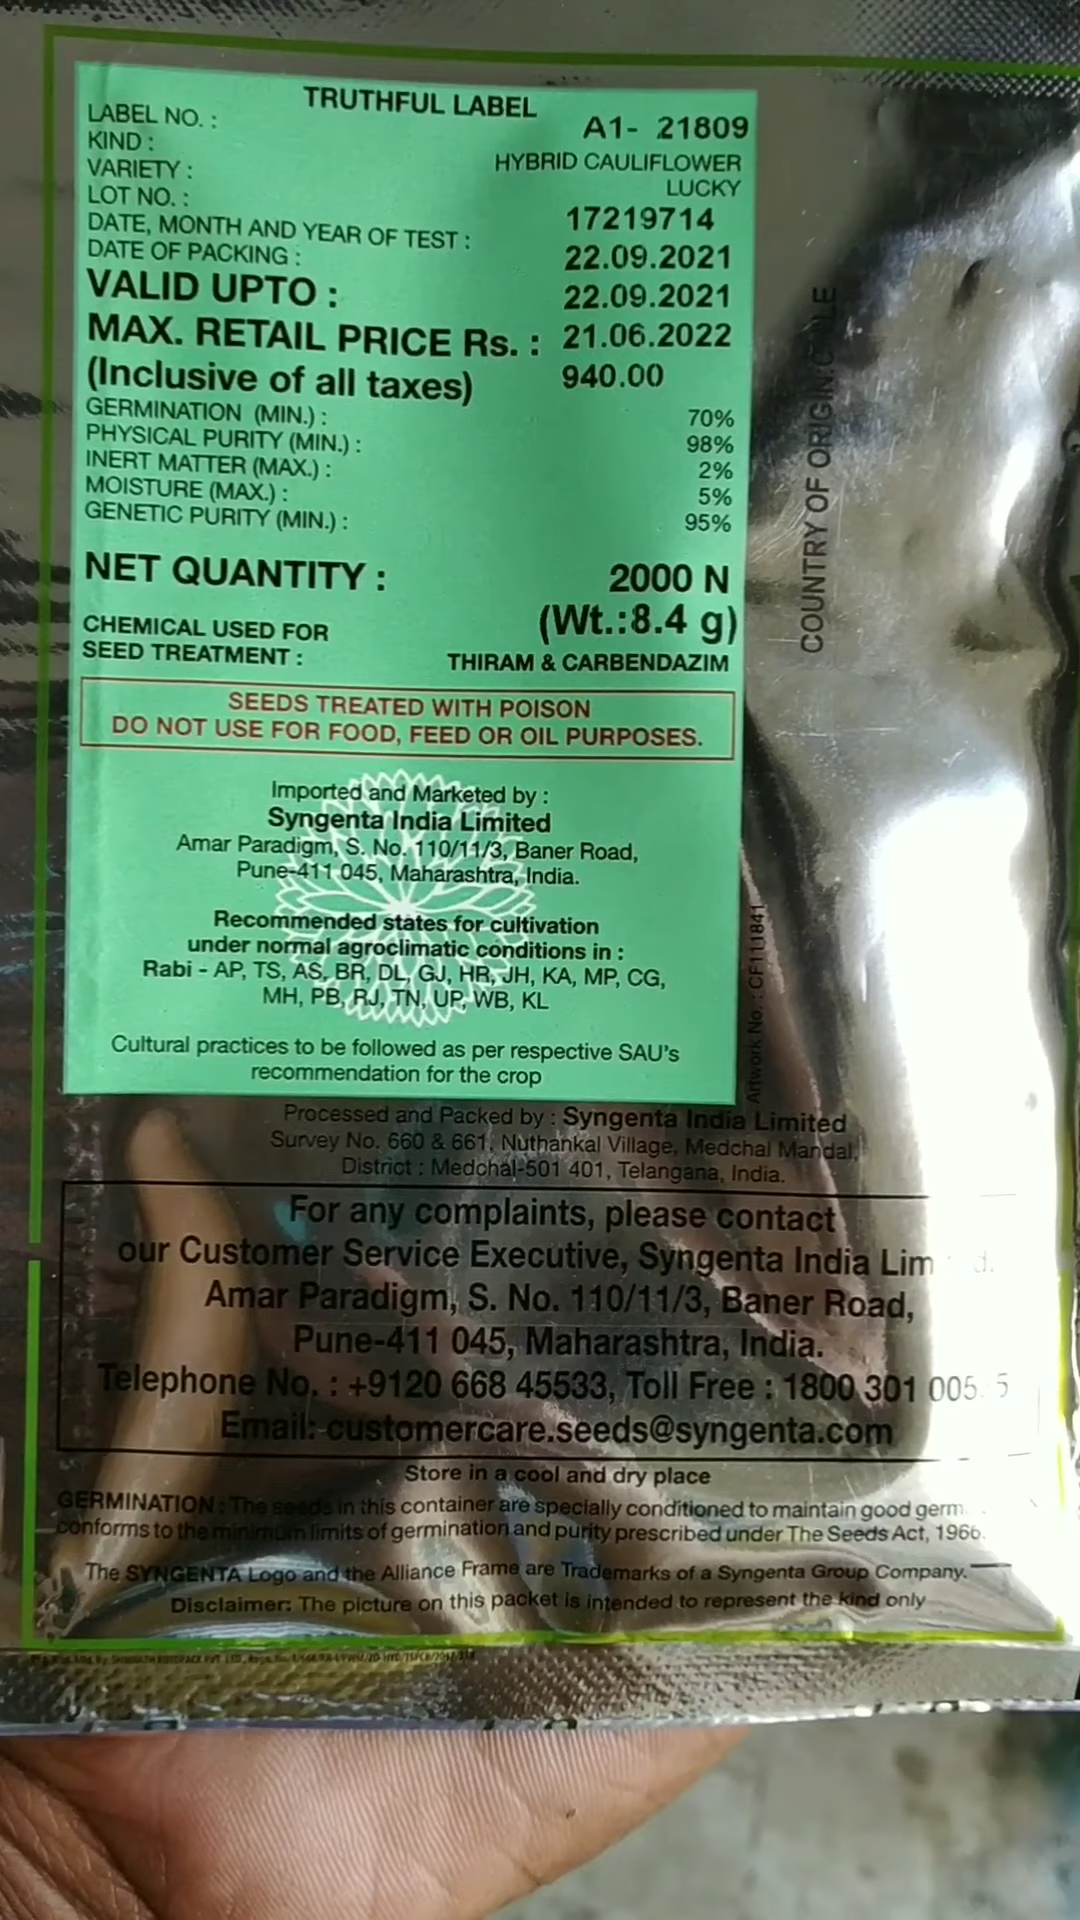 TRUTHFUL LABEL
LABEL NO. : A1- 21809
KIND : HYBRID CAULIFLOWER
VARIETY : LUCKY
LOT NO. : 17219714
DATE, MONTH AND YEAR OF TEST : 22.09.2021
DATE OF PACKING : 22.09.2021
VALID UPTO : 21.06.2022
MAX. RETAIL PRICE Rs. : 940.00
(Inclusive of all taxes)
GERMINATION (MIN.) : 70%
PHYSICAL PURITY (MIN.) : 98%
INERT MATTER (MAX.) : 2%
MOISTURE (MAX.) : 5%
GENETIC PURITY (MIN.) : 95%
NET QUANTITY : 2000 N
(Wt.:8.4 g)
CHEMICAL USED FOR
SEED TREATMENT : THIRAM & CARBENDAZIM
SEEDS TREATED WITH POISON
DO NOT USE FOR FOOD, FEED OR OIL PURPOSES.
Imported and Marketed by :
Syngenta India Limited
Amar Paradigm, S. No. 110/11/3, Baner Road,
Pune-411 045, Maharashtra, India.
Recommended states for cultivation
under normal agroclimatic conditions in :
Rabi - AP, TS, AS, BR, DL, GJ, HR, JH, KA, MP, CG,
MH, PB, RJ, TN, UP, WB, KL
Cultural practices to be followed as per respective SAU's
recommendation for the crop
COUNTRY OF ORIGIN:
Artwork No. : CF111841
Processed and Packed by : Syngenta India Limited
Survey No. 660 & 661, Nuthankal Village, Medchal Mandal,
District : Medchal-501 401, Telangana, India.
For any complaints, please contact
our Customer Service Executive, Syngenta India
Amar Paradigm, S. No. 110/11/3, Baner Road,
Pune-411 045, Maharashtra, India.
Telephone No. : +9120 668 45533, Toll Free : 1800 301
Email: customercare.seeds@syngenta.com
Store in a cool and dry place
GERMINATION : The seeds in this container are specially conditioned to maintain good
conforms to the minimum limits of germination and purity prescribed under The Seeds Act, 1966.
The SYNGENTA Logo and the Alliance Frame are Trademarks of a Syngenta Group Company.
Disclaimer: The picture on this packet is intended to represent the kind only